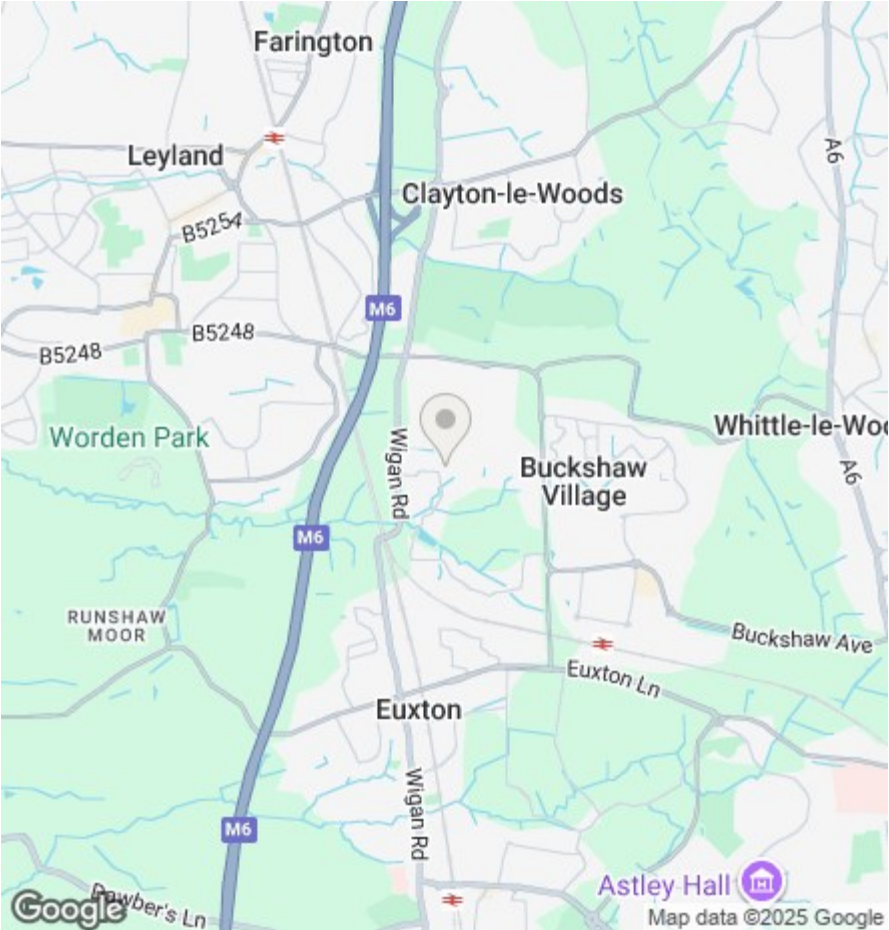 Farington
Leyland
A6
Clayton-le-Woods
B5254
M6
B5248
B5248
Worden Park
Wigan Rd
Whittle-le-Woo
Buckshaw
Village
A6
M6
RUNSHAW
MOOR
Buckshaw Ave
Euxton Ln
Euxton
Wigan Rd
M6
Astley Hall
Dawber's Ln
Google
Map data ©2025 Google